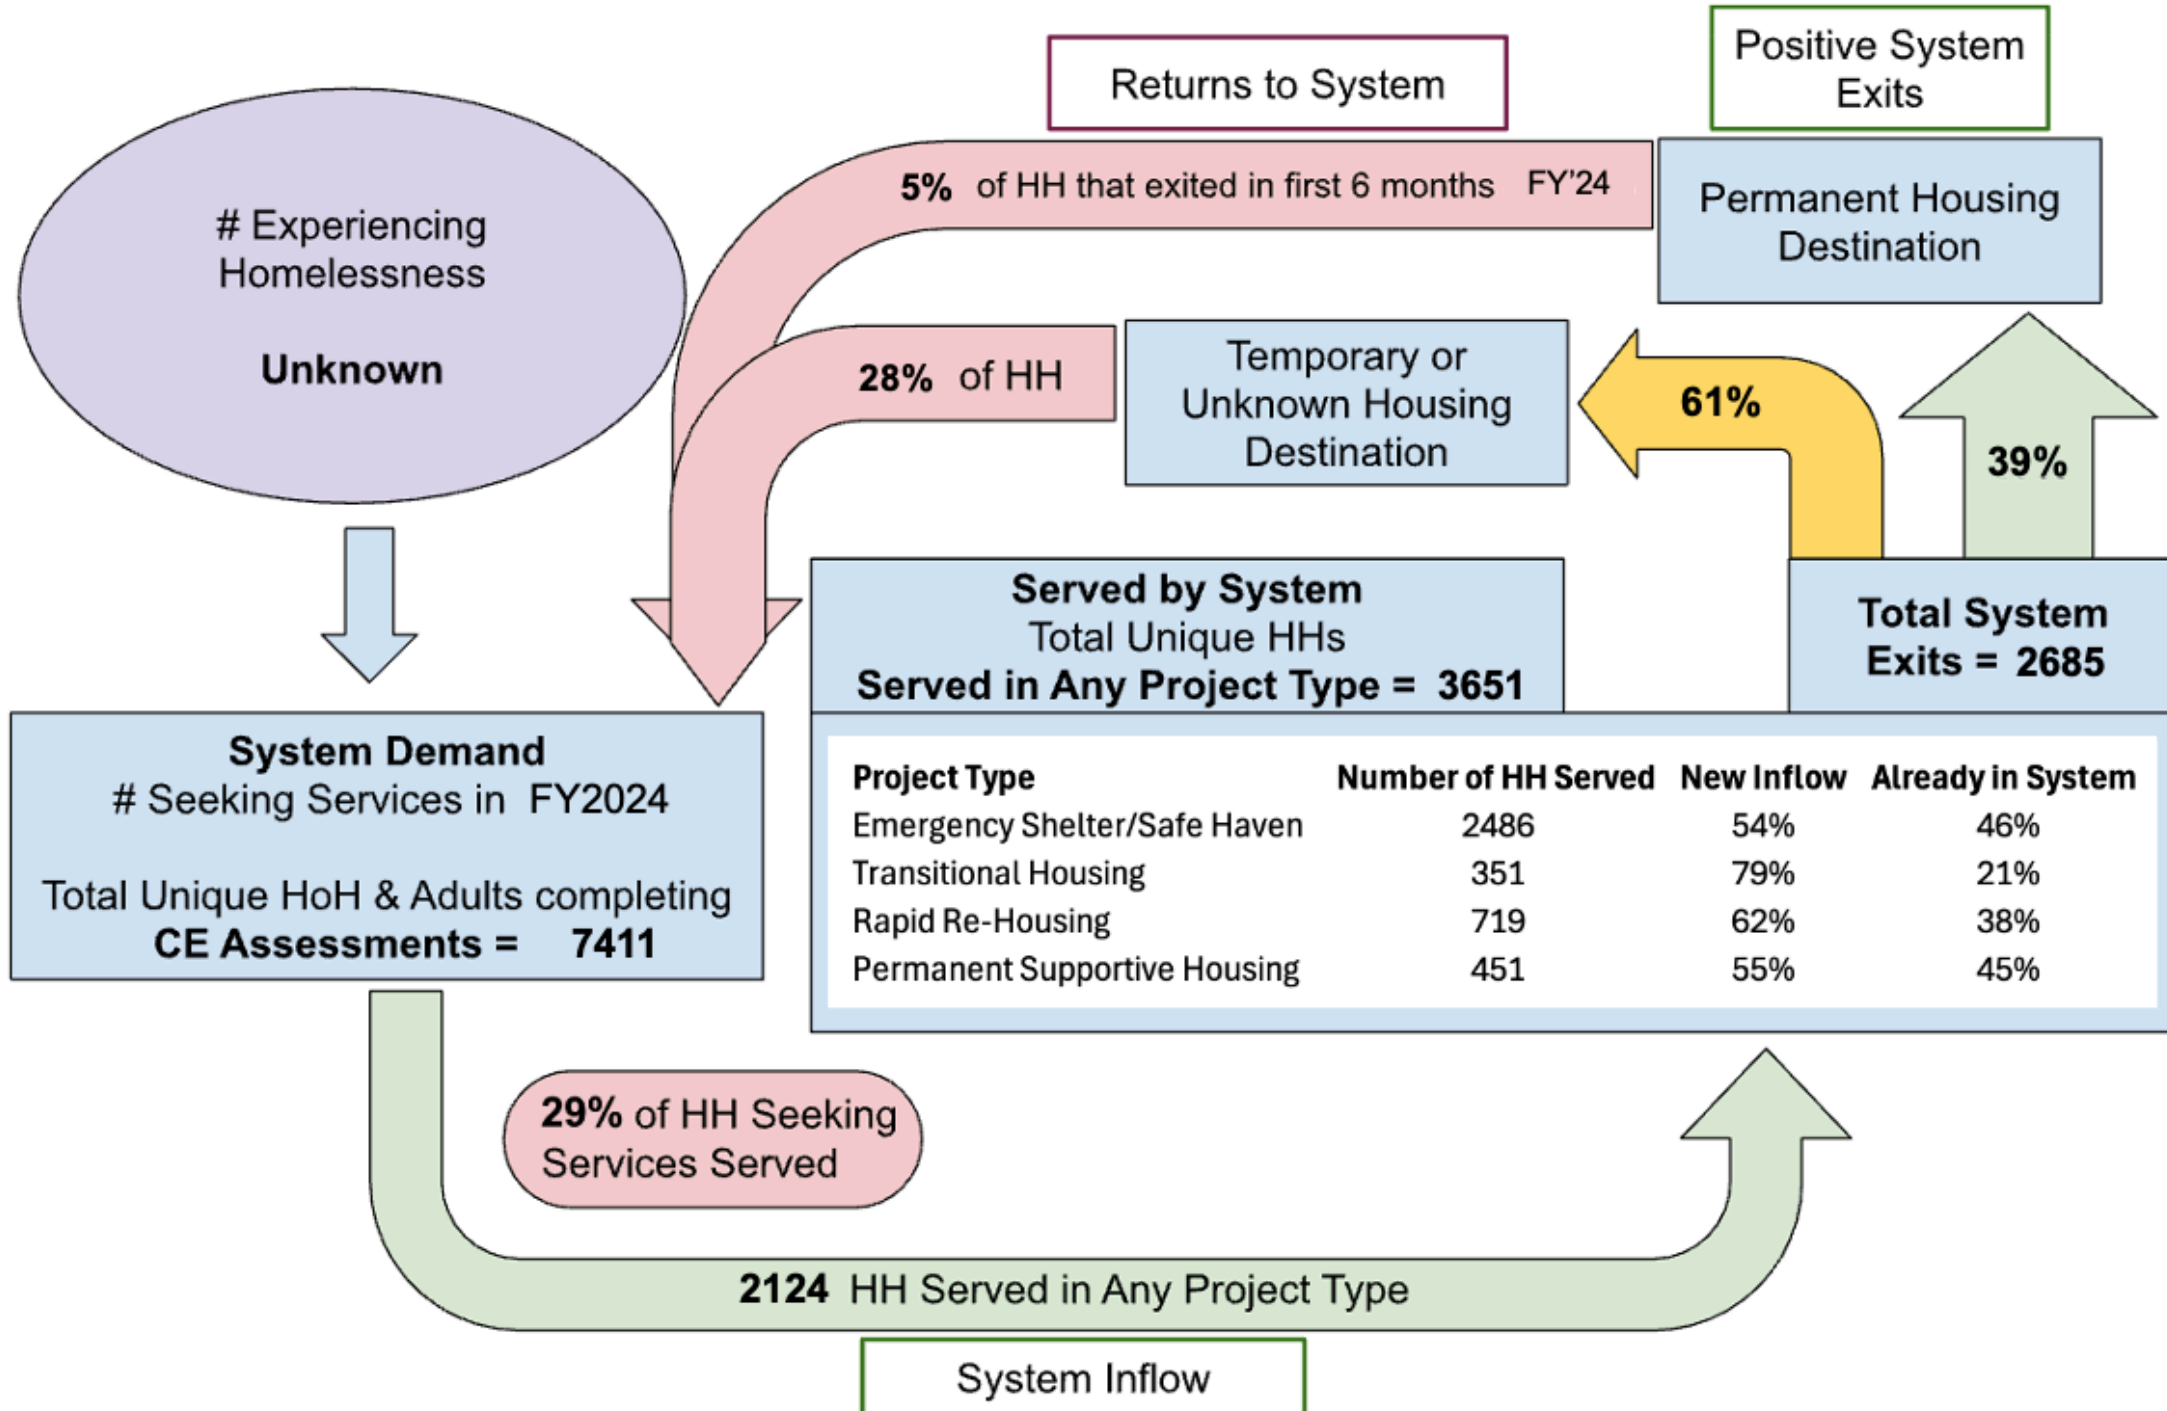 Positive System
Exits
Returns to System
5% of HH that exited in first 6 months FY'24
Permanent Housing
Destination
# Experiencing
Homelessness
Unknown
28% of HH
Temporary or
Unknown Housing
Destination
61%
39%
Served by System
Total Unique HHs
Served in Any Project Type = 3651
Total System
Exits = 2685
System Demand
# Seeking Services in FY2024
Total Unique HoH & Adults completing
CE Assessments = 7411
Project Type Number of HH Served New Inflow Already in System
Emergency Shelter/Safe Haven 2486 54% 46%
Transitional Housing 351 79% 21%
Rapid Re-Housing 719 62% 38%
Permanent Supportive Housing 451 55% 45%
29% of HH Seeking
Services Served
2124 HH Served in Any Project Type
System Inflow